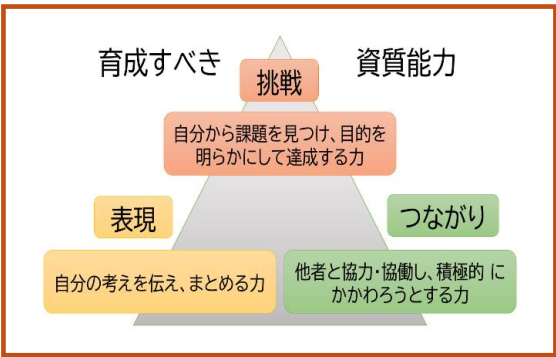 育成すべき 資質能力
挑戦
自分から課題を見つけ、目的を
明らかにして達成する力
表現
自分の考えを伝え、まとめる力
つながり
他者と協力・協働し、積極的 に
かかわろうとする力